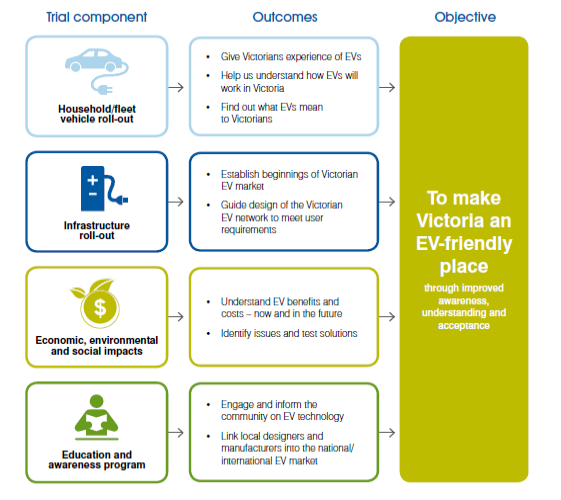 Trial component
Outcomes
Objective
Household/fleet
vehicle roll-out
• Give Victorians experience of EVs
• Help us understand how EVs will
work in Victoria
• Find out what EVs mean
to Victorians
+
−
Infrastructure
roll-out
• Establish beginnings of Victorian
EV market
• Guide design of the Victorian
EV network to meet user
requirements
$
Economic, environmental
and social impacts
• Understand EV benefits and
costs – now and in the future
• Identify issues and test solutions
Education and
awareness program
• Engage and inform the
community on EV technology
• Link local designers and
manufacturers into the national/
international EV market
To make
Victoria an
EV-friendly
place
through improved
awareness,
understanding and
acceptance